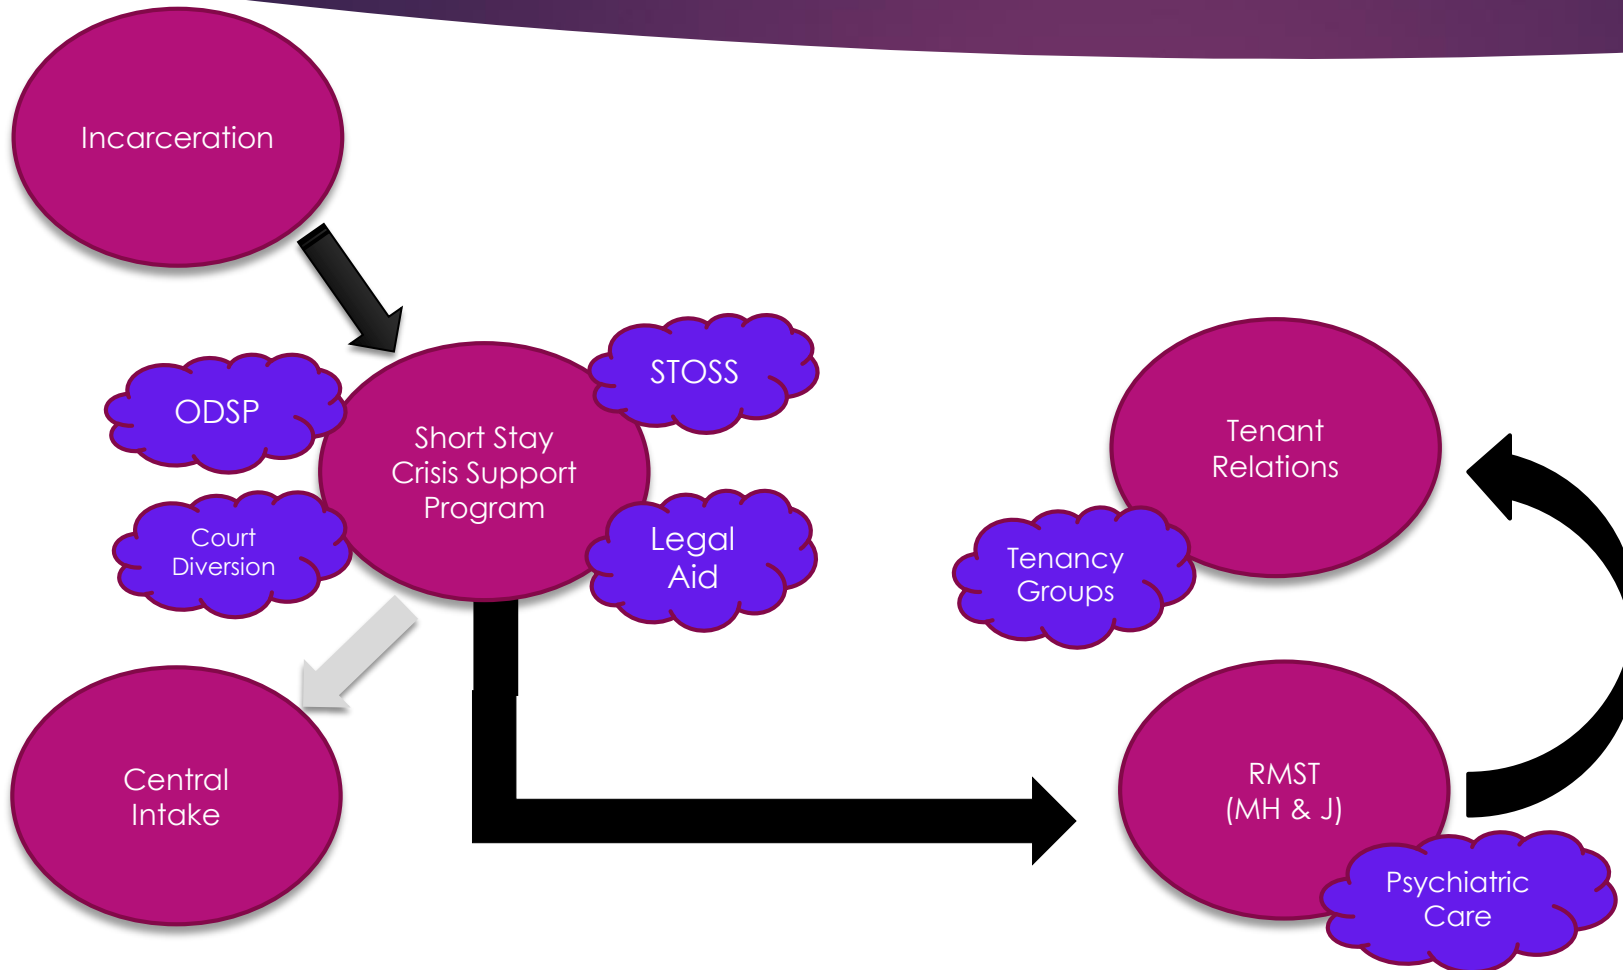 Incarceration
STOSS
ODSP
Short Stay
Crisis Support
Program
Court
Diversion
Legal
Aid
Tenant
Relations
Tenancy
Groups
Central
Intake
RMST
(MH & J)
Psychiatric
Care